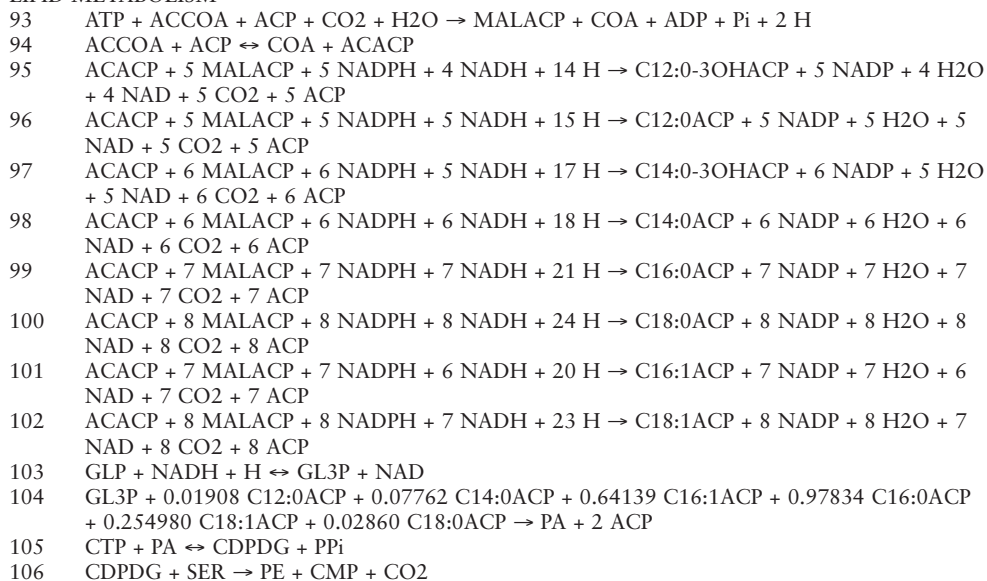 LIPID METABOLISM
93 ATP + ACCOA + ACP + CO2 + H2O → MALACP + COA + ADP + Pi + 2 H
94 ACCOA + ACP ↔ COA + ACACP
95 ACACP + 5 MALACP + 5 NADPH + 4 NADH + 14 H → C12:0-3OHACP + 5 NADP + 4 H2O
+ 4 NAD + 5 CO2 + 5 ACP
96 ACACP + 5 MALACP + 5 NADPH + 5 NADH + 15 H → C12:0ACP + 5 NADP + 5 H2O + 5
NAD + 5 CO2 + 5 ACP
97 ACACP + 6 MALACP + 6 NADPH + 5 NADH + 17 H → C14:0-3OHACP + 6 NADP + 5 H2O
+ 5 NAD + 6 CO2 + 6 ACP
98 ACACP + 6 MALACP + 6 NADPH + 6 NADH + 18 H → C14:0ACP + 6 NADP + 6 H2O + 6
NAD + 6 CO2 + 6 ACP
99 ACACP + 7 MALACP + 7 NADPH + 7 NADH + 21 H → C16:0ACP + 7 NADP + 7 H2O + 7
NAD + 7 CO2 + 7 ACP
100 ACACP + 8 MALACP + 8 NADPH + 8 NADH + 24 H → C18:0ACP + 8 NADP + 8 H2O + 8
NAD + 8 CO2 + 8 ACP
101 ACACP + 7 MALACP + 7 NADPH + 6 NADH + 20 H → C16:1ACP + 7 NADP + 7 H2O + 6
NAD + 7 CO2 + 7 ACP
102 ACACP + 8 MALACP + 8 NADPH + 7 NADH + 23 H → C18:1ACP + 8 NADP + 8 H2O + 7
NAD + 8 CO2 + 8 ACP
103 GLP + NADH + H ↔ GL3P + NAD
104 GL3P + 0.01908 C12:0ACP + 0.07762 C14:0ACP + 0.64139 C16:1ACP + 0.97834 C16:0ACP
+ 0.254980 C18:1ACP + 0.02860 C18:0ACP → PA + 2 ACP
105 CTP + PA ↔ CDPDG + PPi
106 CDPDG + SER → PE + CMP + CO2